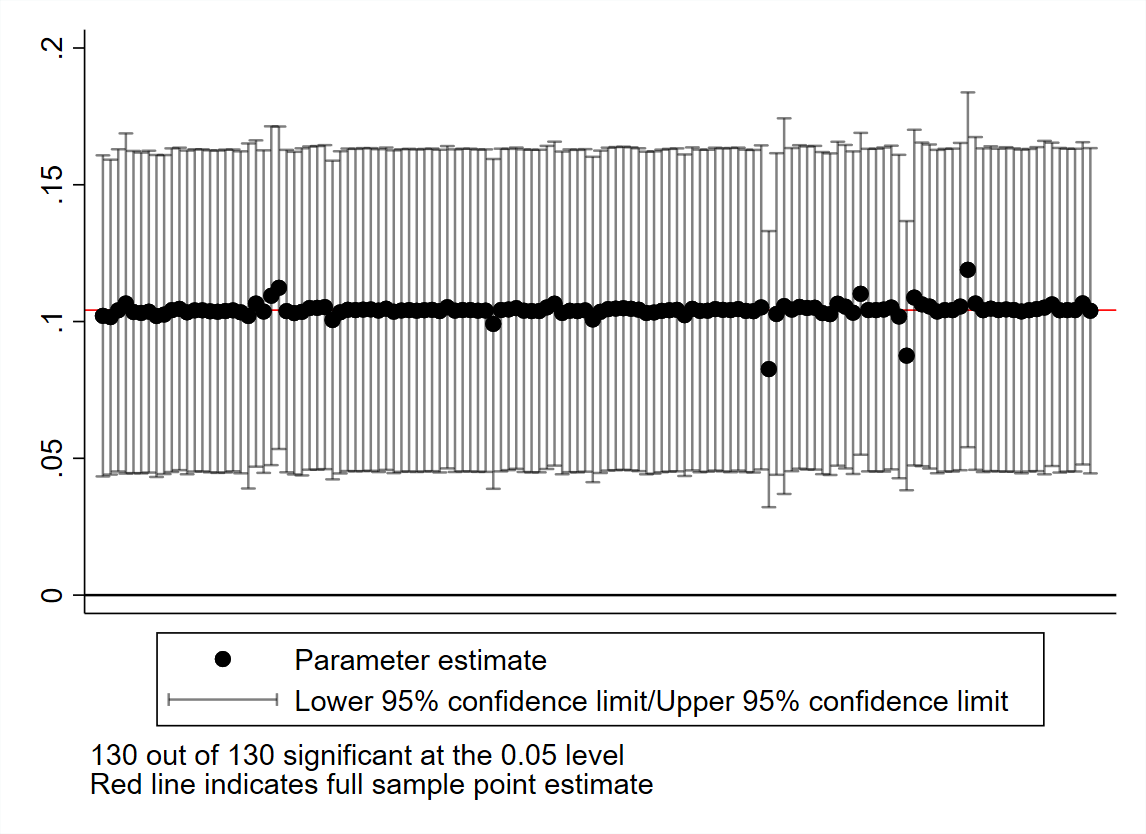 .2
.15
.1
.05
0
Parameter estimate
Lower 95% confidence limit/Upper 95% confidence limit
130 out of 130 significant at the 0.05 level
Red line indicates full sample point estimate